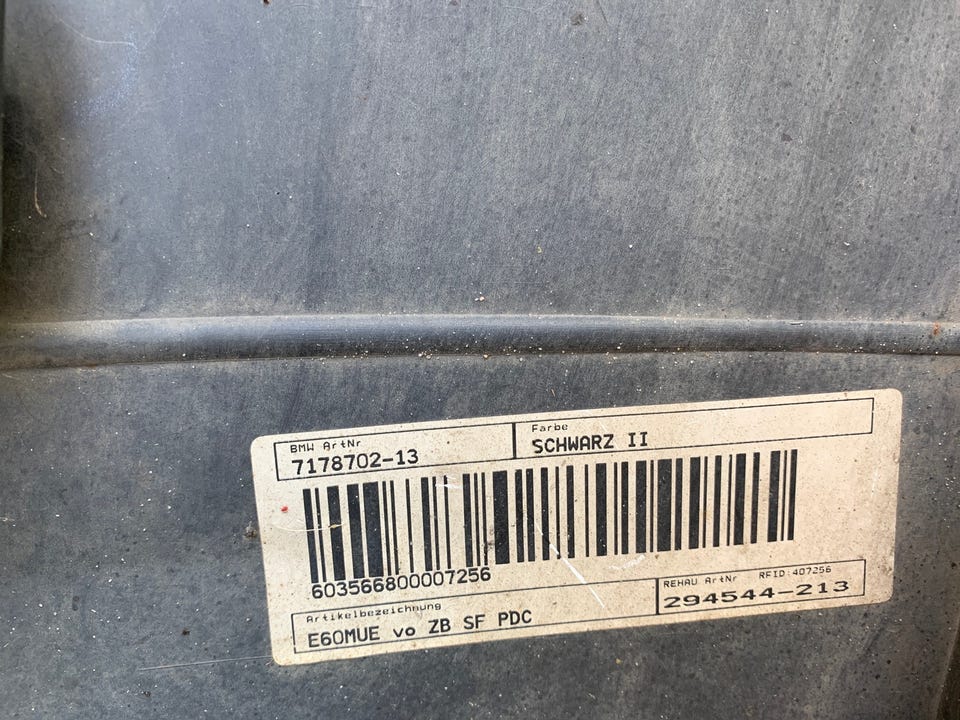 BMW ArtNr
7178702-13
Farbe
SCHWARZ II
603566800007256
Artikelbezeichnung
E60MUE vo ZB SF PDC
REHAU ArtNr RFID:407256
294544-213